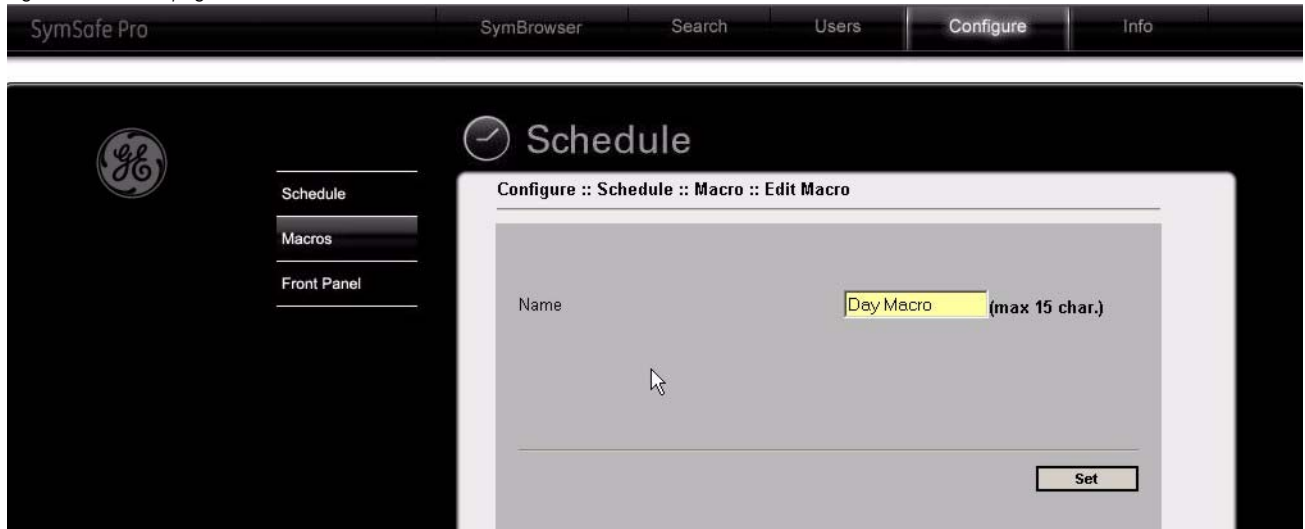 SymSafe Pro
SymBrowser Search Users Configure Info
GE
Schedule
Schedule
Macros
Front Panel
Configure :: Schedule :: Macro :: Edit Macro
Name Day Macro (max 15 char.)
Set